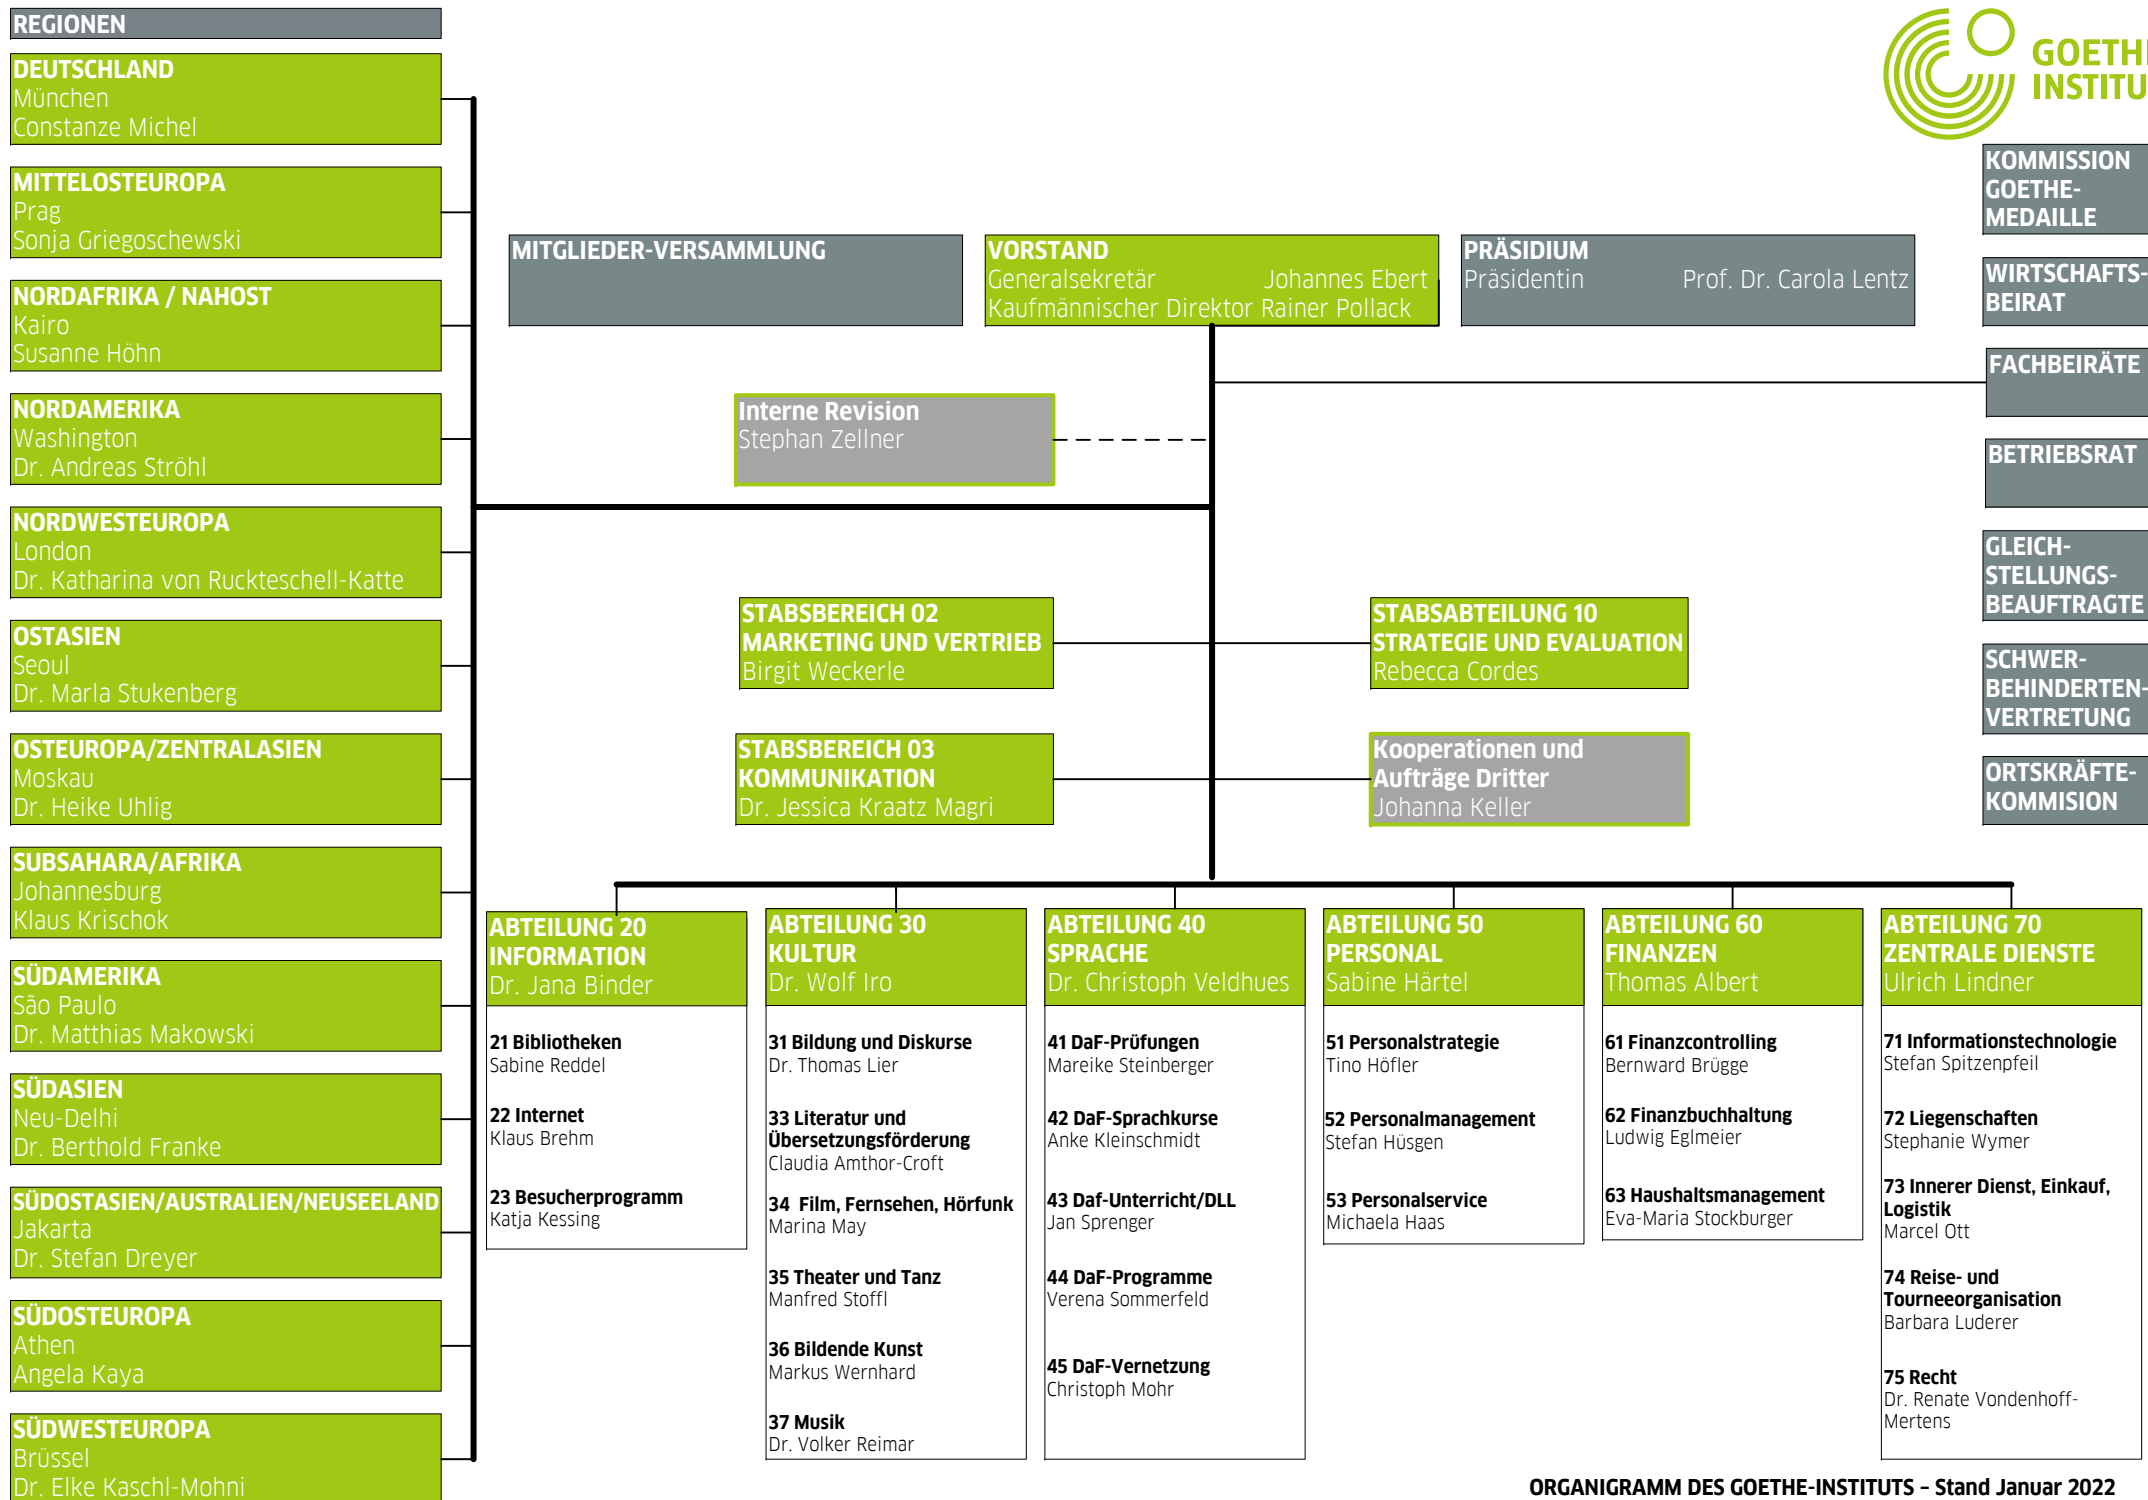 REGIONEN
DEUTSCHLAND
München
Constanze Michel
MITTELOSTEUROPA
Prag
Sonja Griegoschewski
NORDAFRIKA / NAHOST
Kairo
Susanne Höhn
NORDAMERIKA
Washington
Dr. Andreas Ströhl
NORDWESTEUROPA
London
Dr. Katharina von Ruckteschell-Katte
OSTASIEN
Seoul
Dr. Marla Stukenberg
OSTEUROPA/ZENTRALASIEN
Moskau
Dr. Heike Uhlig
SUBSAHARA/AFRIKA
Johannesburg
Klaus Krischok
SÜDAMERIKA
São Paulo
Dr. Matthias Makowski
SÜDASIEN
Neu-Delhi
Dr. Berthold Franke
SÜDOSTASIEN/AUSTRALIEN/NEUSEELAND
Jakarta
Dr. Stefan Dreyer
SÜDOSTEUROPA
Athen
Angela Kaya
SÜDWESTEUROPA
Brüssel
Dr. Elke Kaschl-Mohni
MITGLIEDER-VERSAMMLUNG
VORSTAND
Generalsekretär Johannes Ebert
Kaufmännischer Direktor Rainer Pollack
PRÄSIDIUM
Präsidentin Prof. Dr. Carola Lentz
GOETHE
INSTITU
KOMMISSION
GOETHE-
MEDAILLE
WIRTSCHAFTS-
BEIRAT
FACHBEIRÄTE
BETRIEBSRAT
GLEICH-
STELLUNGS-
BEAUFTRAGTE
SCHWER-
BEHINDERTEN-
VERTRETUNG
ORTSKRÄFTE-
KOMMISION
Interne Revision
Stephan Zellner
STABSBEREICH 02
MARKETING UND VERTRIEB
Birgit Weckerle
STABSABTEILUNG 10
STRATEGIE UND EVALUATION
Rebecca Cordes
STABSBEREICH 03
KOMMUNIKATION
Dr. Jessica Kraatz Magri
Kooperationen und
Aufträge Dritter
Johanna Keller
ABTEILUNG 20
INFORMATION
Dr. Jana Binder
21 Bibliotheken
Sabine Reddel
22 Internet
Klaus Brehm
23 Besucherprogramm
Katja Kessing
ABTEILUNG 30
KULTUR
Dr. Wolf Iro
31 Bildung und Diskurse
Dr. Thomas Lier
33 Literatur und
Übersetzungsförderung
Claudia Amthor-Croft
34 Film, Fernsehen, Hörfunk
Marina May
35 Theater und Tanz
Manfred Stoffl
36 Bildende Kunst
Markus Wernhard
37 Musik
Dr. Volker Reimar
ABTEILUNG 40
SPRACHE
Dr. Christoph Veldhues
41 DaF-Prüfungen
Mareike Steinberger
42 DaF-Sprachkurse
Anke Kleinschmidt
43 Daf-Unterricht/DLL
Jan Sprenger
44 DaF-Programme
Verena Sommerfeld
45 DaF-Vernetzung
Christoph Mohr
ABTEILUNG 50
PERSONAL
Sabine Härtel
51 Personalstrategie
Tino Höfler
52 Personalmanagement
Stefan Hüsgen
53 Personalservice
Michaela Haas
ABTEILUNG 60
FINANZEN
Thomas Albert
61 Finanzcontrolling
Bernward Brügge
62 Finanzbuchhaltung
Ludwig Eglmeier
63 Haushaltsmanagement
Eva-Maria Stockburger
ABTEILUNG 70
ZENTRALE DIENSTE
Ulrich Lindner
71 Informationstechnologie
Stefan Spitzenpfeil
72 Liegenschaften
Stephanie Wymer
73 Innerer Dienst, Einkauf,
Logistik
Marcel Ott
74 Reise- und
Tourneeorganisation
Barbara Luderer
75 Recht
Dr. Renate Vondenhoff-
Mertens
ORGANIGRAMM DES GOETHE-INSTITUTS – Stand Januar 2022